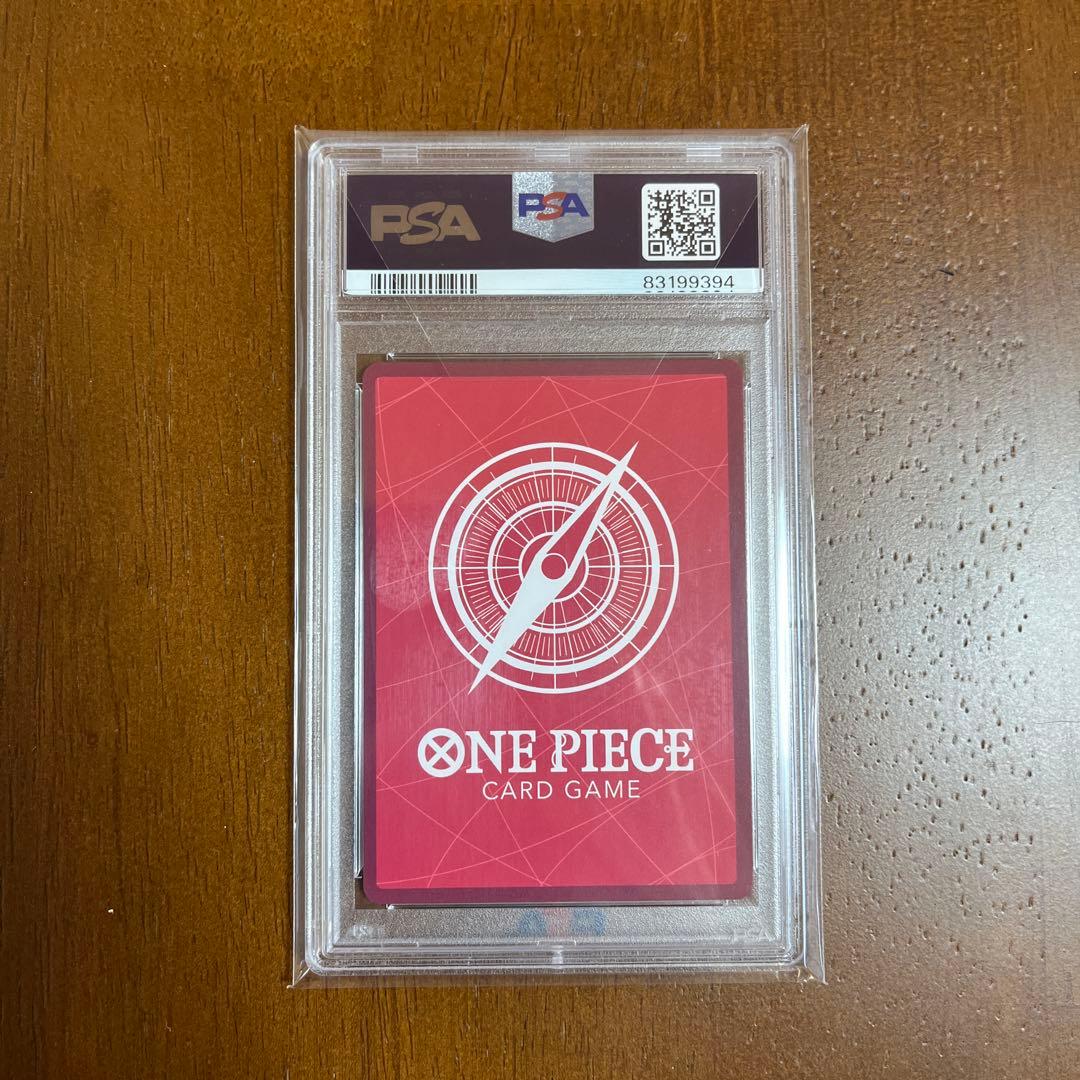 PSA
PSA
83199394
ONE PIECE
CARD GAME